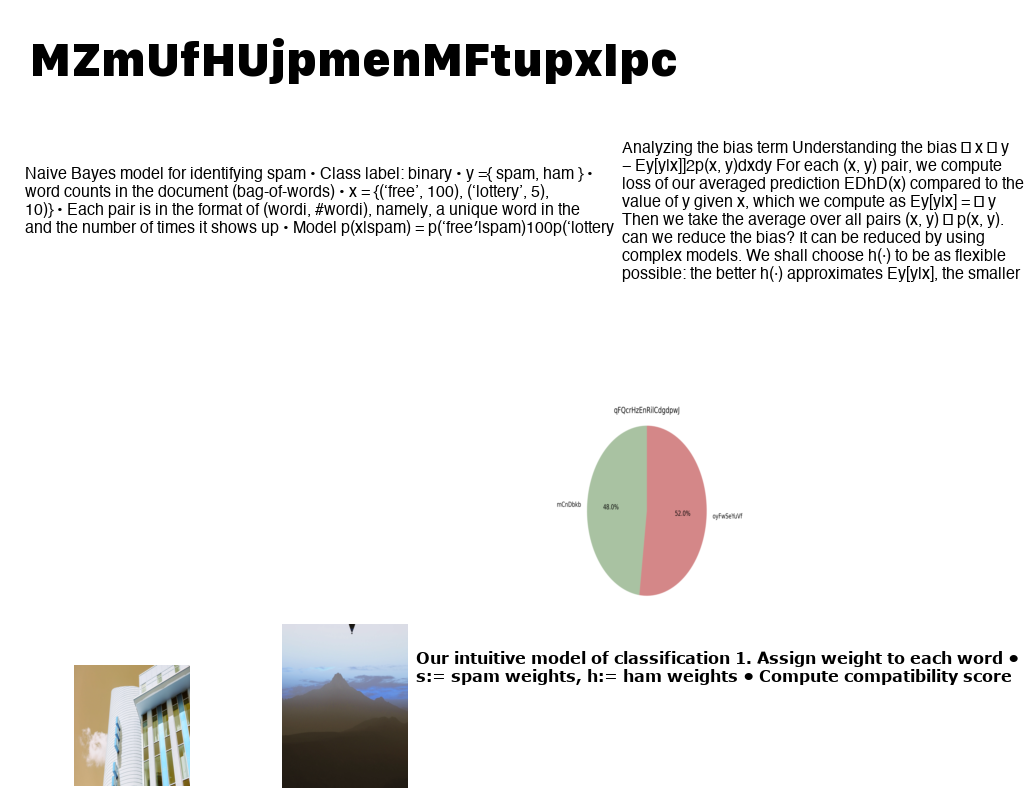 MZmUfHUjpmenMFtupxIpc
Naive Bayes model for identifying spam • Class label: binary • y ={ spam, ham } •
word counts in the document (bag-of-words) • x = {(‘free’, 100), (‘lottery’, 5),
10)} • Each pair is in the format of (wordi, #wordi), namely, a unique word in the
and the number of times it shows up • Model p(x|spam) = p(‘free′|spam)100p(‘lottery
Analyzing the bias term Understanding the bias □ x □ y
− Ey[y|x]]2p(x, y)dxdy For each (x, y) pair, we compute
loss of our averaged prediction EDhD(x) compared to the
value of y given x, which we compute as Ey[y|x] = □ y
Then we take the average over all pairs (x, y) □ p(x, y).
can we reduce the bias? It can be reduced by using
complex models. We shall choose h(·) to be as flexible
possible: the better h(·) approximates Ey[y|x], the smaller
qFQcrHzEnRilCdgdpwJ
mCnDbkb
48.0%
52.0%
oyFwSeYuVf
Our intuitive model of classification 1. Assign weight to each word ●
s:= spam weights, h:= ham weights ● Compute compatibility score